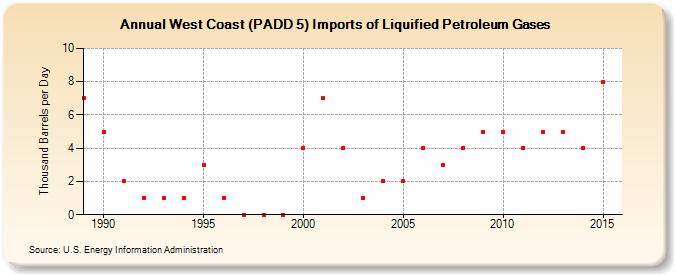 Annual West Coast (PADD 5) Imports of Liquified Petroleum Gases
Thousand Barrels per Day
10
8
6
4
2
0
1990 1995 2000 2005 2010 2015
Source: U.S. Energy Information Administration